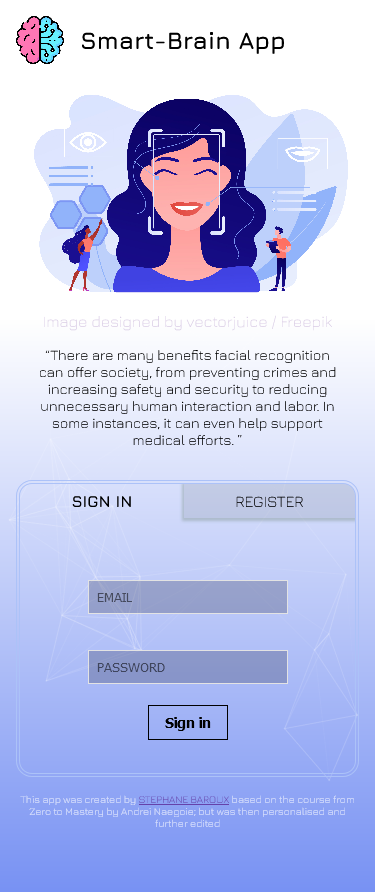 Smart-Brain App
Image designed by vectorjuice / Freepik
“There are many benefits facial recognition
can offer society, from preventing crimes and
increasing safety and security to reducing
unnecessary human interaction and labor. In
some instances, it can even help support
medical efforts. ”
SIGN IN
REGISTER
EMAIL
PASSWORD
Sign in
This app was created by STEPHANE BAROUX based on the course from
Zero to Mastery by Andrei Naegoie; but was then personalised and
further edited